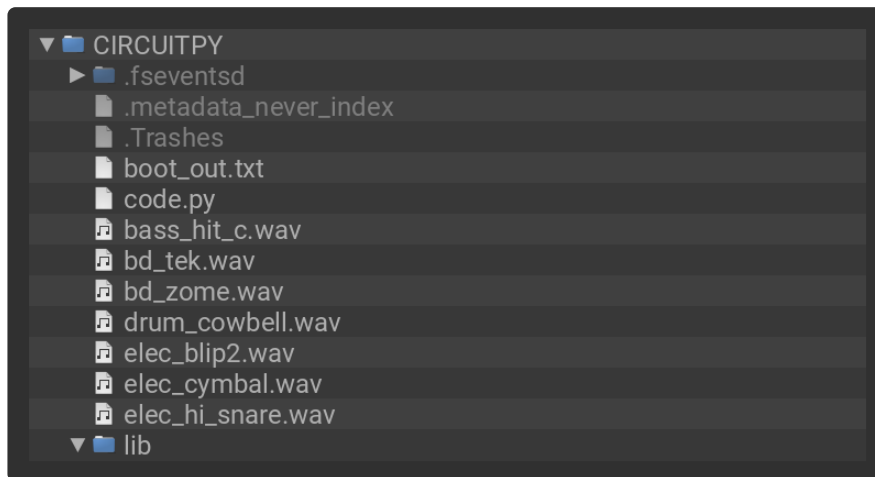 CIRCUITPY
.fseventsd
.metadata_never_index
.Trashes
boot_out.txt
code.py
bass_hit_c.wav
bd_tek.wav
bd_zome.wav
drum_cowbell.wav
elec_blip2.wav
elec_cymbal.wav
elec_hi_snare.wav
lib